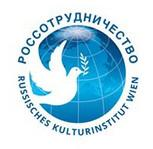 РОССОТРУДНИЧЕСТВО
RUSSISCHES KULTURINSTITUT WIEN